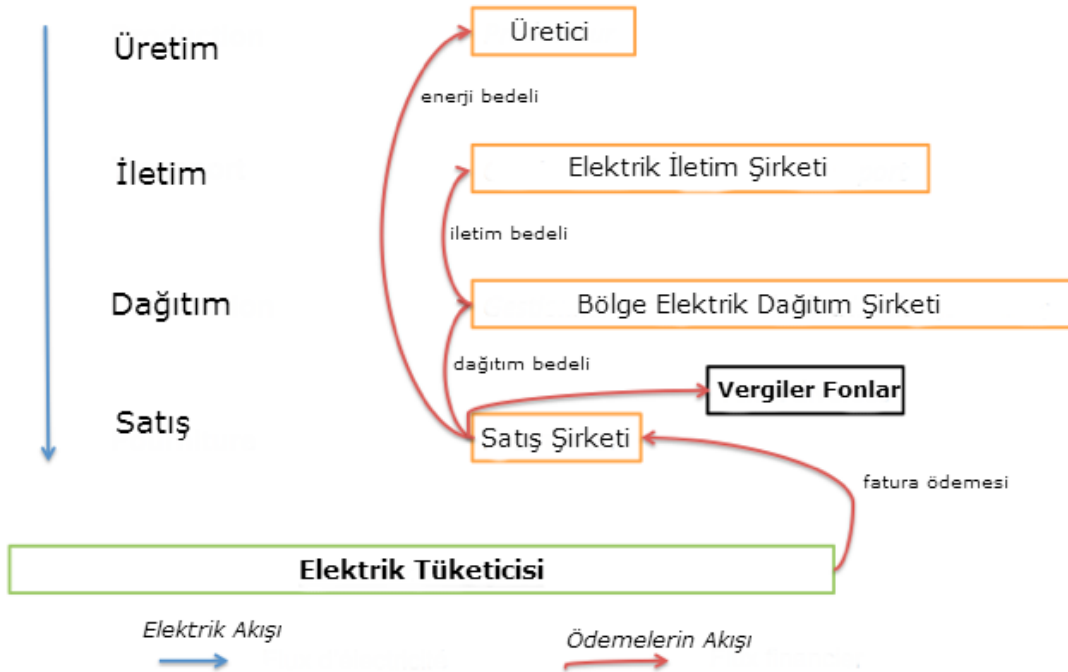 Üretim
Üretici
enerji bedeli
İletim
Elektrik İletim Şirketi
iletim bedeli
Dağıtım
Bölge Elektrik Dağıtım Şirketi
dağıtım bedeli
Vergiler Fonlar
Satış
Satış Şirketi
fatura ödemesi
Elektrik Tüketicisi
Elektrik Akışı
Ödemelerin Akışı